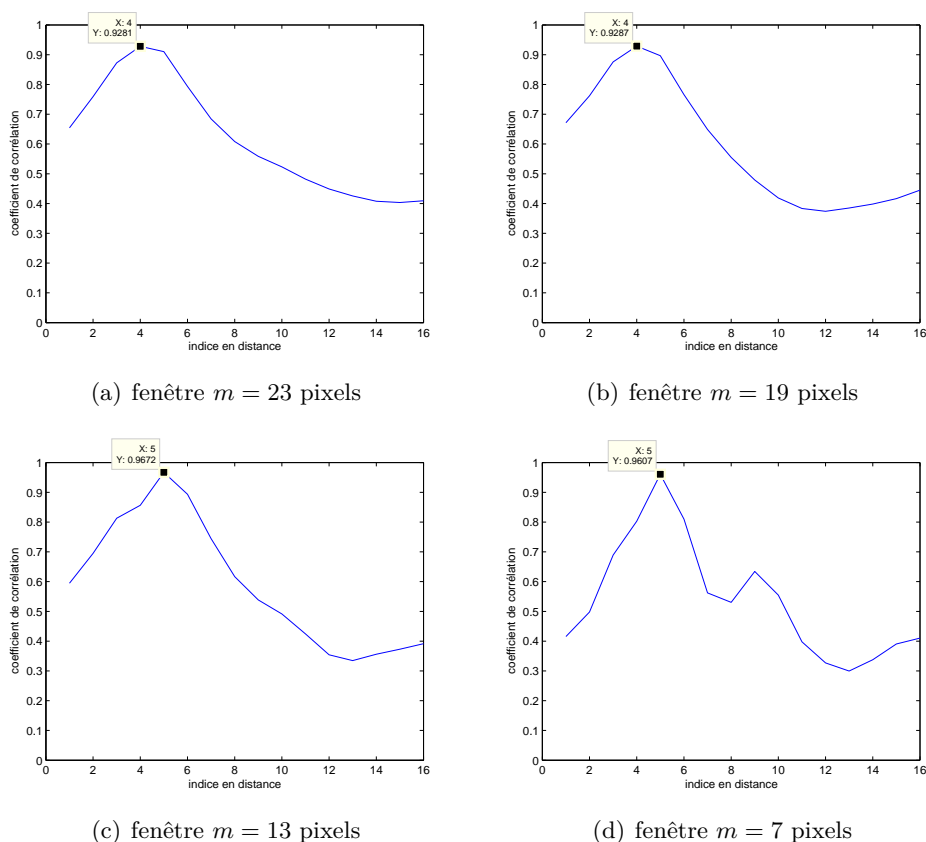 X: 4
Y: 0.9281
1
0.9
0.8
0.7
0.6
0.5
0.4
0.3
0.2
0.1
0
coefficient de corrélation
0 2 4 6 8 10 12 14 16
indice en distance
(a) fenêtre m = 23 pixels
X: 4
Y: 0.9287
1
0.9
0.8
0.7
0.6
0.5
0.4
0.3
0.2
0.1
0
coefficient de corrélation
0 2 4 6 8 10 12 14 16
indice en distance
(b) fenêtre m = 19 pixels
X: 5
Y: 0.9672
1
0.9
0.8
0.7
0.6
0.5
0.4
0.3
0.2
0.1
0
coefficient de corrélation
0 2 4 6 8 10 12 14 16
indice en distance
(c) fenêtre m = 13 pixels
X: 5
Y: 0.9607
1
0.9
0.8
0.7
0.6
0.5
0.4
0.3
0.2
0.1
0
coefficient de corrélation
0 2 4 6 8 10 12 14 16
indice en distance
(d) fenêtre m = 7 pixels